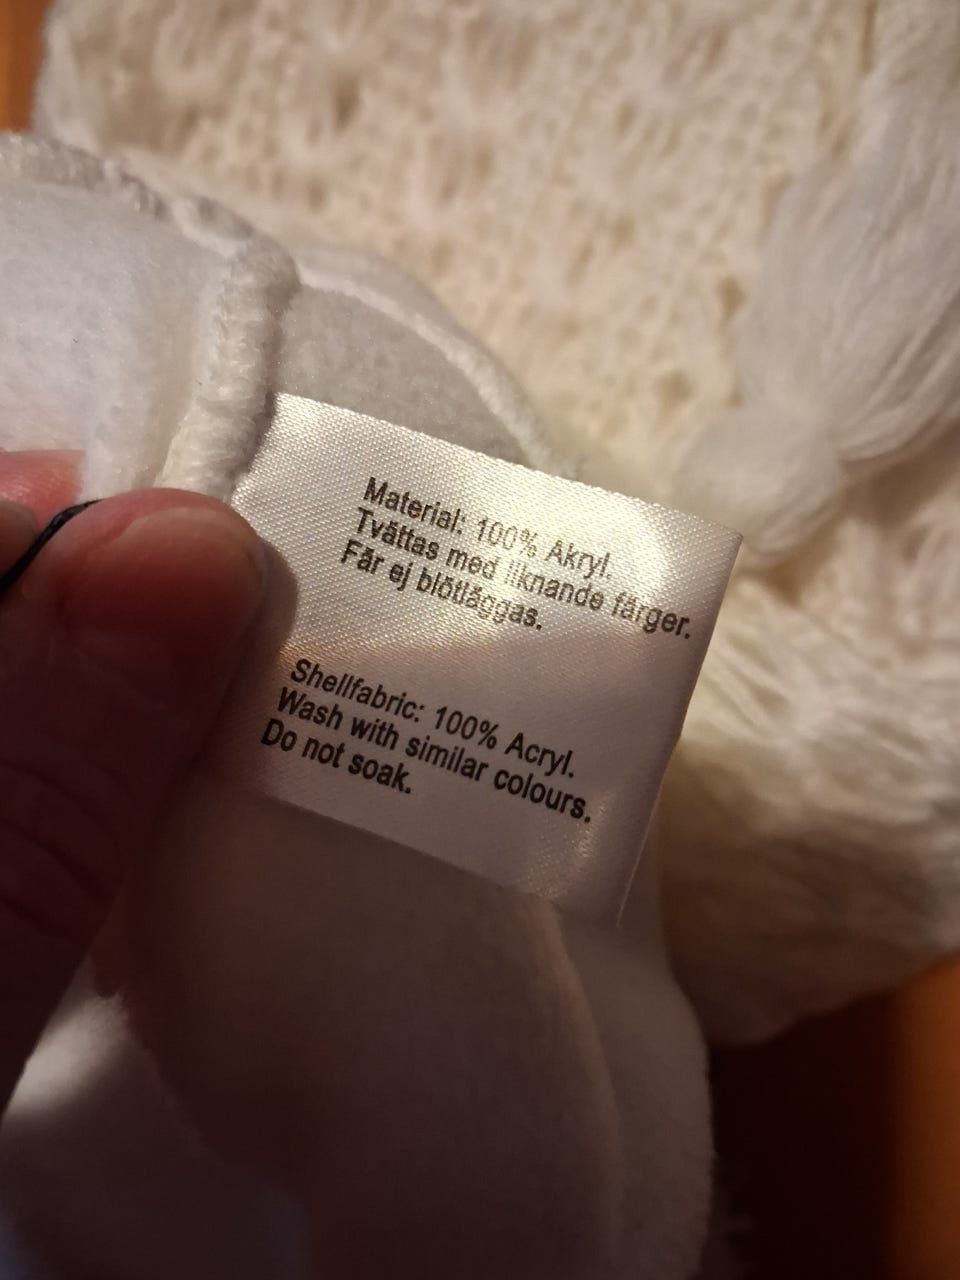 Material: 100% Akryl.
Tvättas med liknande färger.
Får ej blötläggas.
Shellfabric: 100% Acryl.
Wash with similar colours.
Do not soak.